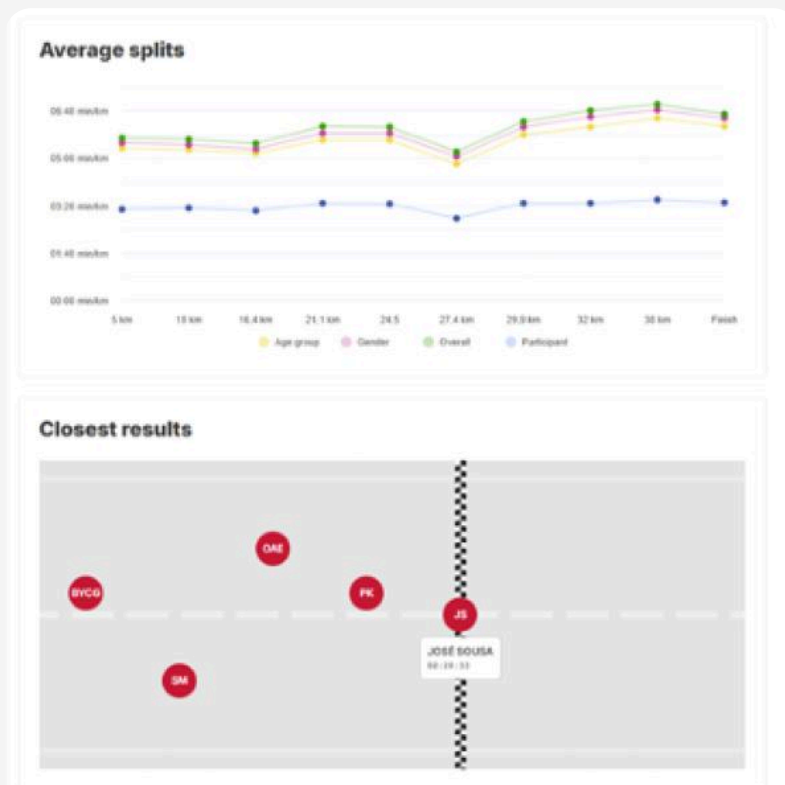 Average splits
06:40 min/km
05:00 min/km
03:20 min/km
01:40 min/km
00:00 min/km
5 km 10 km 16.4 km 21.1 km 24.5 27.4 km 29.9 km 32 km 38 km Finish
Age group Gender Overall Participant
Closest results
OAE
BYCG
PK
JS
JOSÉ SOUSA
SM